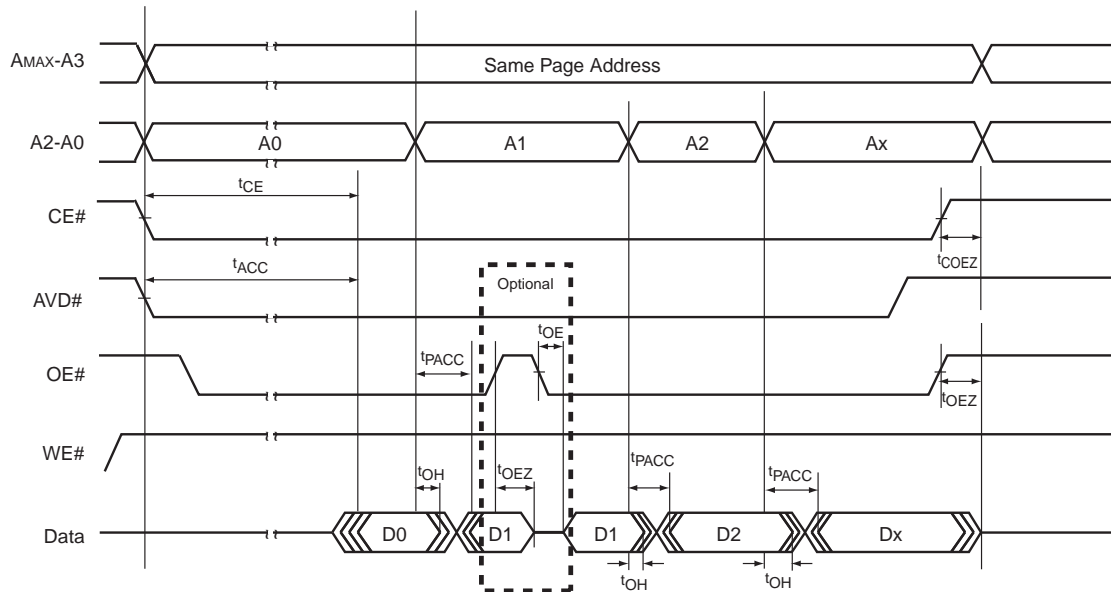 AMAX-A3
Same Page Address
A2-A0
A0
A1
A2
Ax
tCE
CE#
tCOEZ
tACC
Optional
AVD#
tOE
OE#
tPACC
tOEZ
WE#
tOH
tOEZ
tPACC
tPACC
Data
D0
D1
D1
D2
Dx
tOH
tOH